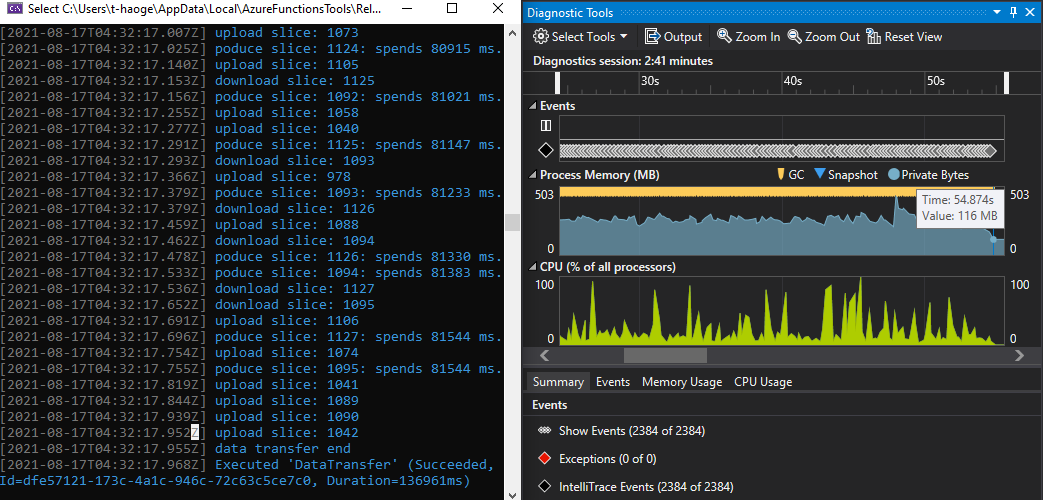 Select C:\Users\t-haoge\AppData\Local\AzureFunctionsTools\Rel...
[2021-08-17T04:32:17.007Z] upload slice: 1073
[2021-08-17T04:32:17.025Z] poduce slice: 1124: spends 80915 ms.
[2021-08-17T04:32:17.140Z] upload slice: 1105
[2021-08-17T04:32:17.153Z] download slice: 1125
[2021-08-17T04:32:17.156Z] poduce slice: 1092: spends 81021 ms.
[2021-08-17T04:32:17.255Z] upload slice: 1058
[2021-08-17T04:32:17.277Z] upload slice: 1040
[2021-08-17T04:32:17.291Z] poduce slice: 1125: spends 81147 ms.
[2021-08-17T04:32:17.293Z] download slice: 1093
[2021-08-17T04:32:17.366Z] upload slice: 978
[2021-08-17T04:32:17.379Z] poduce slice: 1093: spends 81233 ms.
[2021-08-17T04:32:17.379Z] download slice: 1126
[2021-08-17T04:32:17.459Z] upload slice: 1088
[2021-08-17T04:32:17.462Z] download slice: 1094
[2021-08-17T04:32:17.478Z] poduce slice: 1126: spends 81330 ms.
[2021-08-17T04:32:17.533Z] poduce slice: 1094: spends 81383 ms.
[2021-08-17T04:32:17.536Z] download slice: 1127
[2021-08-17T04:32:17.652Z] download slice: 1095
[2021-08-17T04:32:17.691Z] upload slice: 1106
[2021-08-17T04:32:17.696Z] poduce slice: 1127: spends 81544 ms.
[2021-08-17T04:32:17.754Z] upload slice: 1074
[2021-08-17T04:32:17.755Z] poduce slice: 1095: spends 81544 ms.
[2021-08-17T04:32:17.819Z] upload slice: 1041
[2021-08-17T04:32:17.844Z] upload slice: 1089
[2021-08-17T04:32:17.939Z] upload slice: 1090
[2021-08-17T04:32:17.952Z] upload slice: 1042
[2021-08-17T04:32:17.955Z] data transfer end
[2021-08-17T04:32:17.968Z] Executed 'DataTransfer' (Succeeded,
Id=dfe57121-173c-4a1c-946c-72c63c5ce7c0, Duration=136961ms)
Diagnostic Tools
Select Tools Output Zoom In Zoom Out Reset View
Diagnostics session: 2:41 minutes
30s 40s 50s
Events
Process Memory (MB) GC Snapshot Private Bytes
503 503
Time: 54.874s
Value: 116 MB
0 0
CPU (% of all processors)
100 100
0 0
Summary Events Memory Usage CPU Usage
Events
Show Events (2384 of 2384)
Exceptions (0 of 0)
IntelliTrace Events (2384 of 2384)